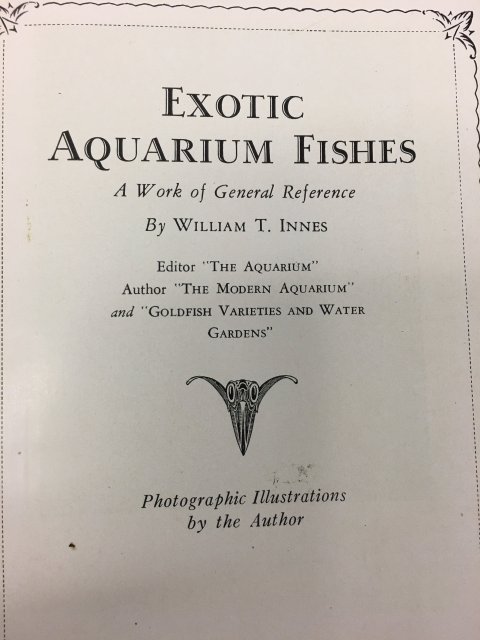 EXOTIC
AQUARIUM FISHES
A Work of General Reference
By WILLIAM T. INNES
Editor "THE AQUARIUM"
Author "THE MODERN AQUARIUM"
and "GOLDFISH VARIETIES AND WATER
GARDENS"
Photographic Illustrations
by the Author